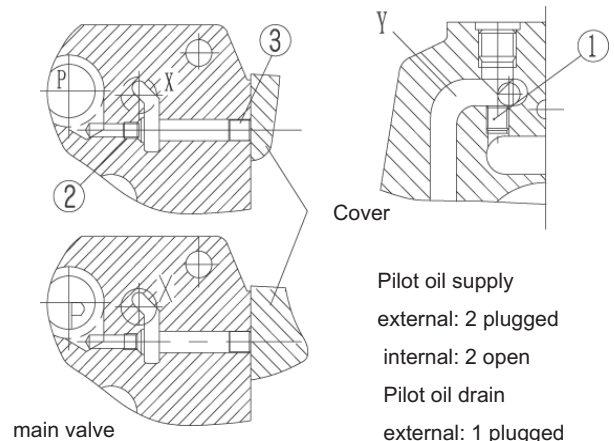 3
P
X
2
Y
1
Cover
P
X
Pilot oil supply
external: 2 plugged
internal: 2 open
Pilot oil drain
external: 1 plugged
main valve